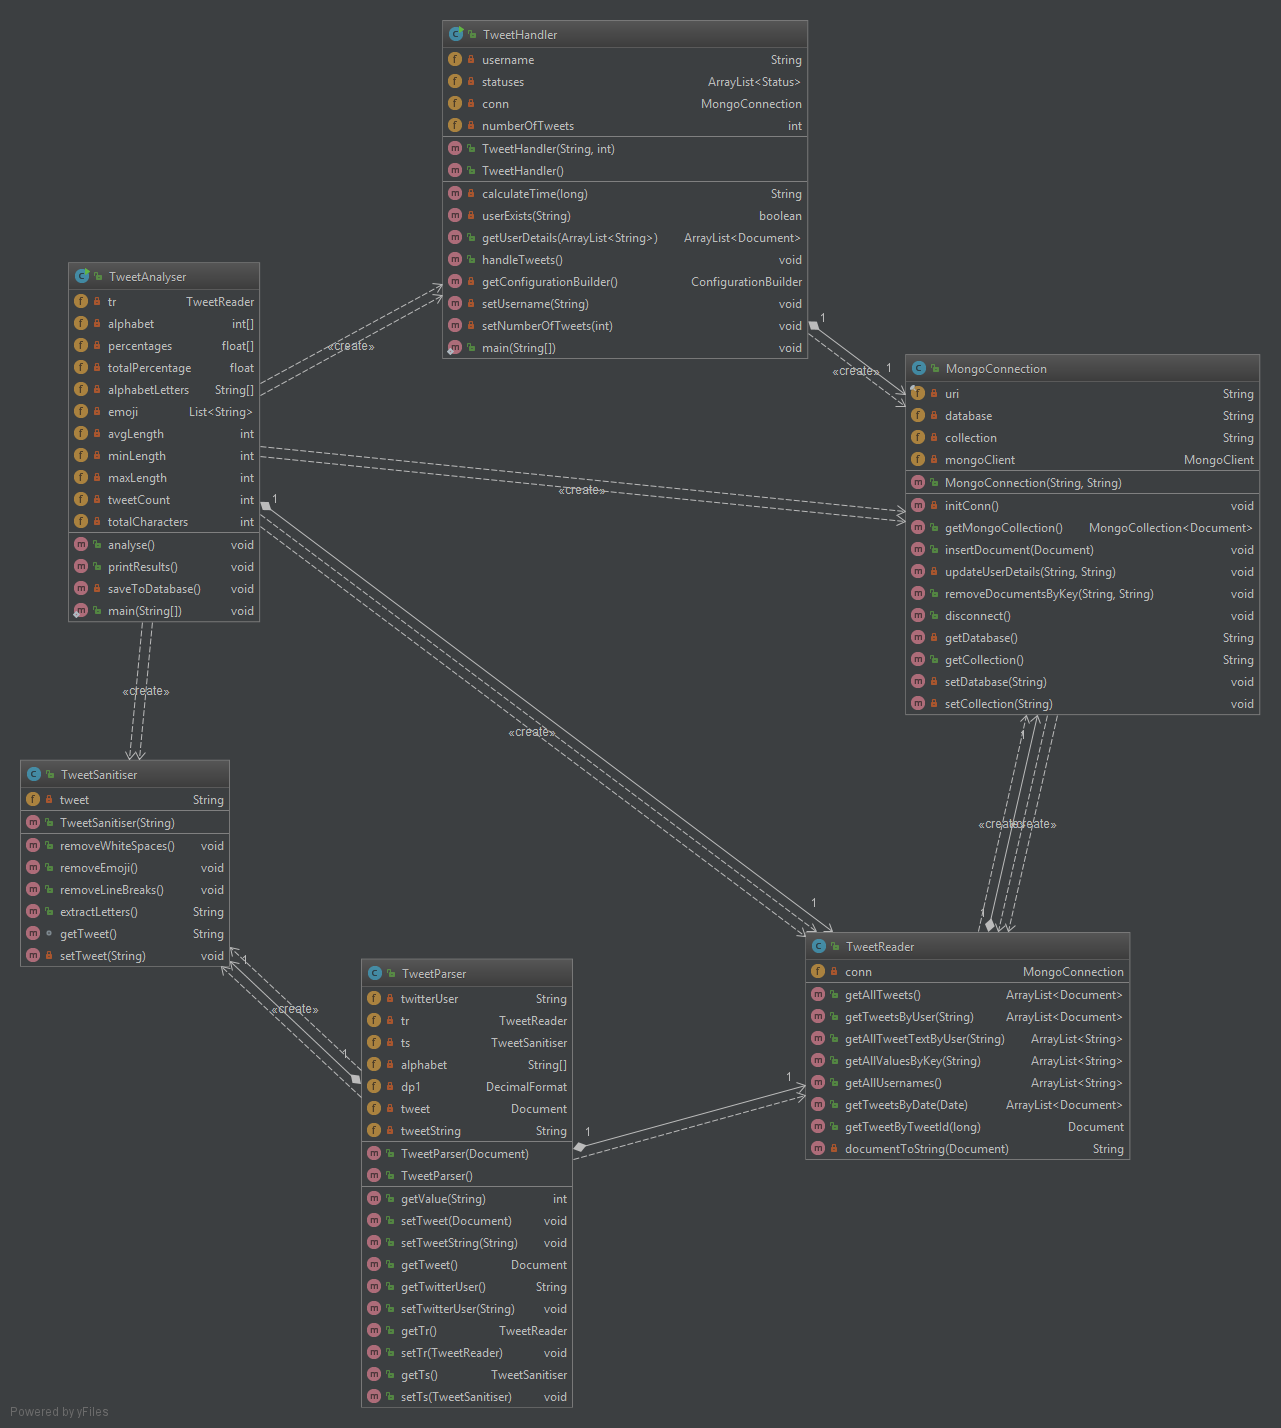 TweetHandler
username String
statuses ArrayList<Status>
conn MongoConnection
numberOfTweets int
TweetHandler(String, int)
TweetHandler()
calculateTime(long) String
userExists(String) boolean
getUserDetails(ArrayList<String>) ArrayList<Document>
handleTweets() void
getConfigurationBuilder() ConfigurationBuilder
setUsername(String) void
setNumberOfTweets(int) void
main(String[]) void
TweetAnalyser
tr TweetReader
alphabet int[]
percentages float[]
totalPercentage float
alphabetLetters String[]
emoji List<String>
avgLength int
minLength int
maxLength int
tweetCount int
totalCharacters int
analyse() void
printResults() void
saveToDatabase() void
main(String[]) void
«create»
1
1
«create»
MongoConnection
uri String
database String
collection String
mongoClient MongoClient
MongoConnection(String, String)
initConn() void
getMongoCollection() MongoCollection<Document>
insertDocument(Document) void
updateUserDetails(String, String) void
removeDocumentsByKey(String, String) void
disconnect() void
getDatabase() String
getCollection() String
setDatabase(String) void
setCollection(String) void
«create»
1
«create»
«create»
1
«create»
«create»
1
1
TweetSanitiser
tweet String
TweetSanitiser(String)
removeWhiteSpaces() void
removeEmoji() void
removeLineBreaks() void
extractLetters() String
getTweet() String
setTweet(String) void
1
«create»
1
TweetParser
twitterUser String
tr TweetReader
ts TweetSanitiser
alphabet String[]
dp1 DecimalFormat
tweet Document
tweetString String
TweetParser(Document)
TweetParser()
getValue(String) int
setTweet(Document) void
setTweetString(String) void
getTweet() Document
getTwitterUser() String
setTwitterUser(String) void
getTr() TweetReader
setTr(TweetReader) void
getTs() TweetSanitiser
setTs(TweetSanitiser) void
1
1
TweetReader
conn MongoConnection
getAllTweets() ArrayList<Document>
getTweetsByUser(String) ArrayList<Document>
getAllTweetTextByUser(String) ArrayList<String>
getAllValuesByKey(String) ArrayList<String>
getAllUsernames() ArrayList<String>
getTweetsByDate(Date) ArrayList<Document>
getTweetByTweetId(long) Document
documentToString(Document) String
Powered by yFiles